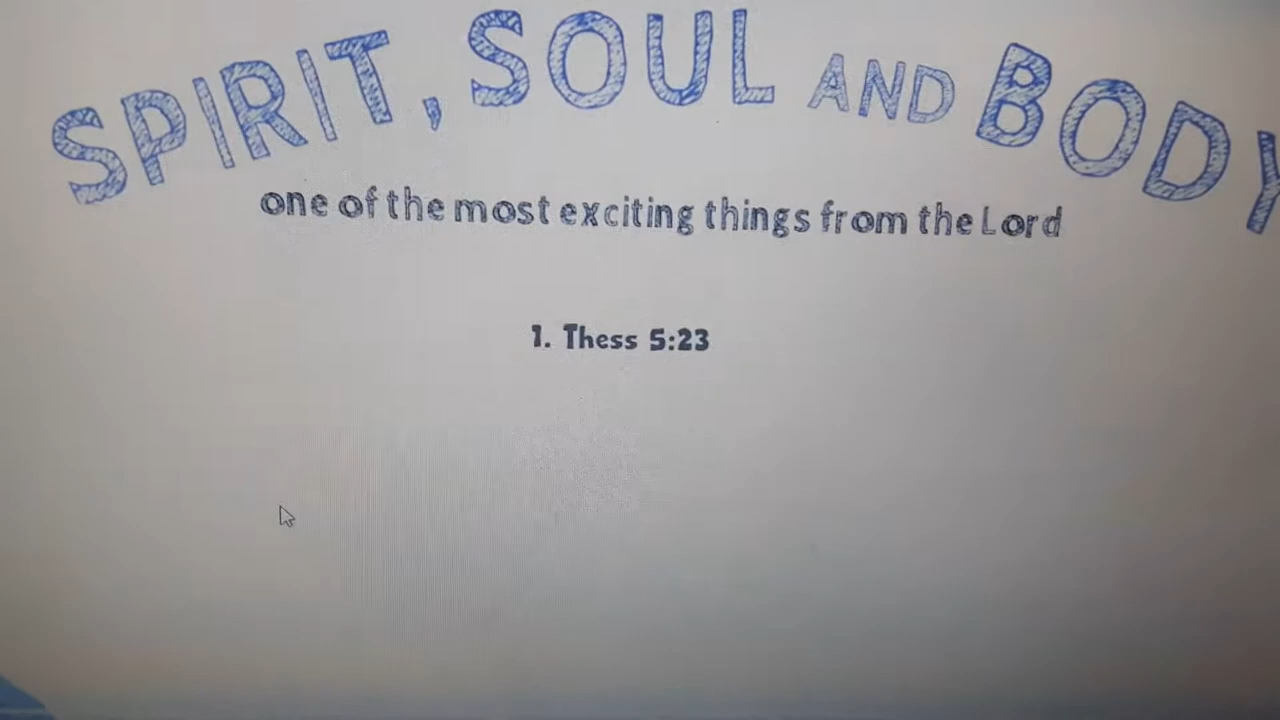 SPIRIT, SOUL AND BODY
one of the most exciting things from the Lord
1. Thess 5:23